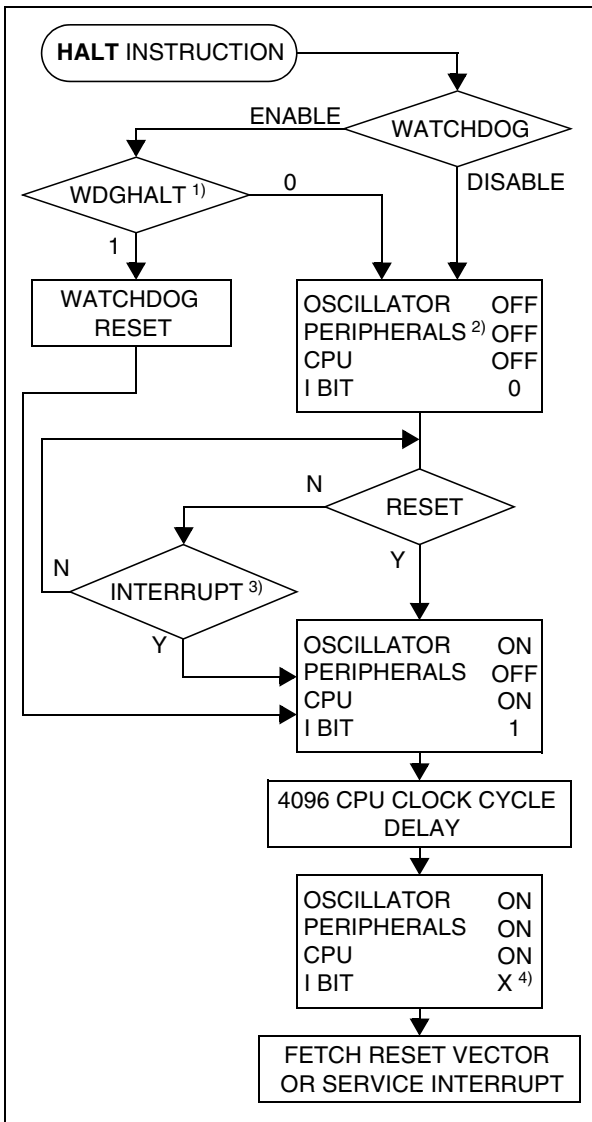 HALT INSTRUCTION
ENABLE
WATCHDOG
WDGHALT 1)
0
DISABLE
1
WATCHDOG
RESET
OSCILLATOR OFF
PERIPHERALS 2) OFF
CPU OFF
I BIT 0
N
RESET
N
INTERRUPT 3)
Y
Y
OSCILLATOR ON
PERIPHERALS OFF
CPU ON
I BIT 1
4096 CPU CLOCK CYCLE
DELAY
OSCILLATOR ON
PERIPHERALS ON
CPU ON
I BIT X 4)
FETCH RESET VECTOR
OR SERVICE INTERRUPT